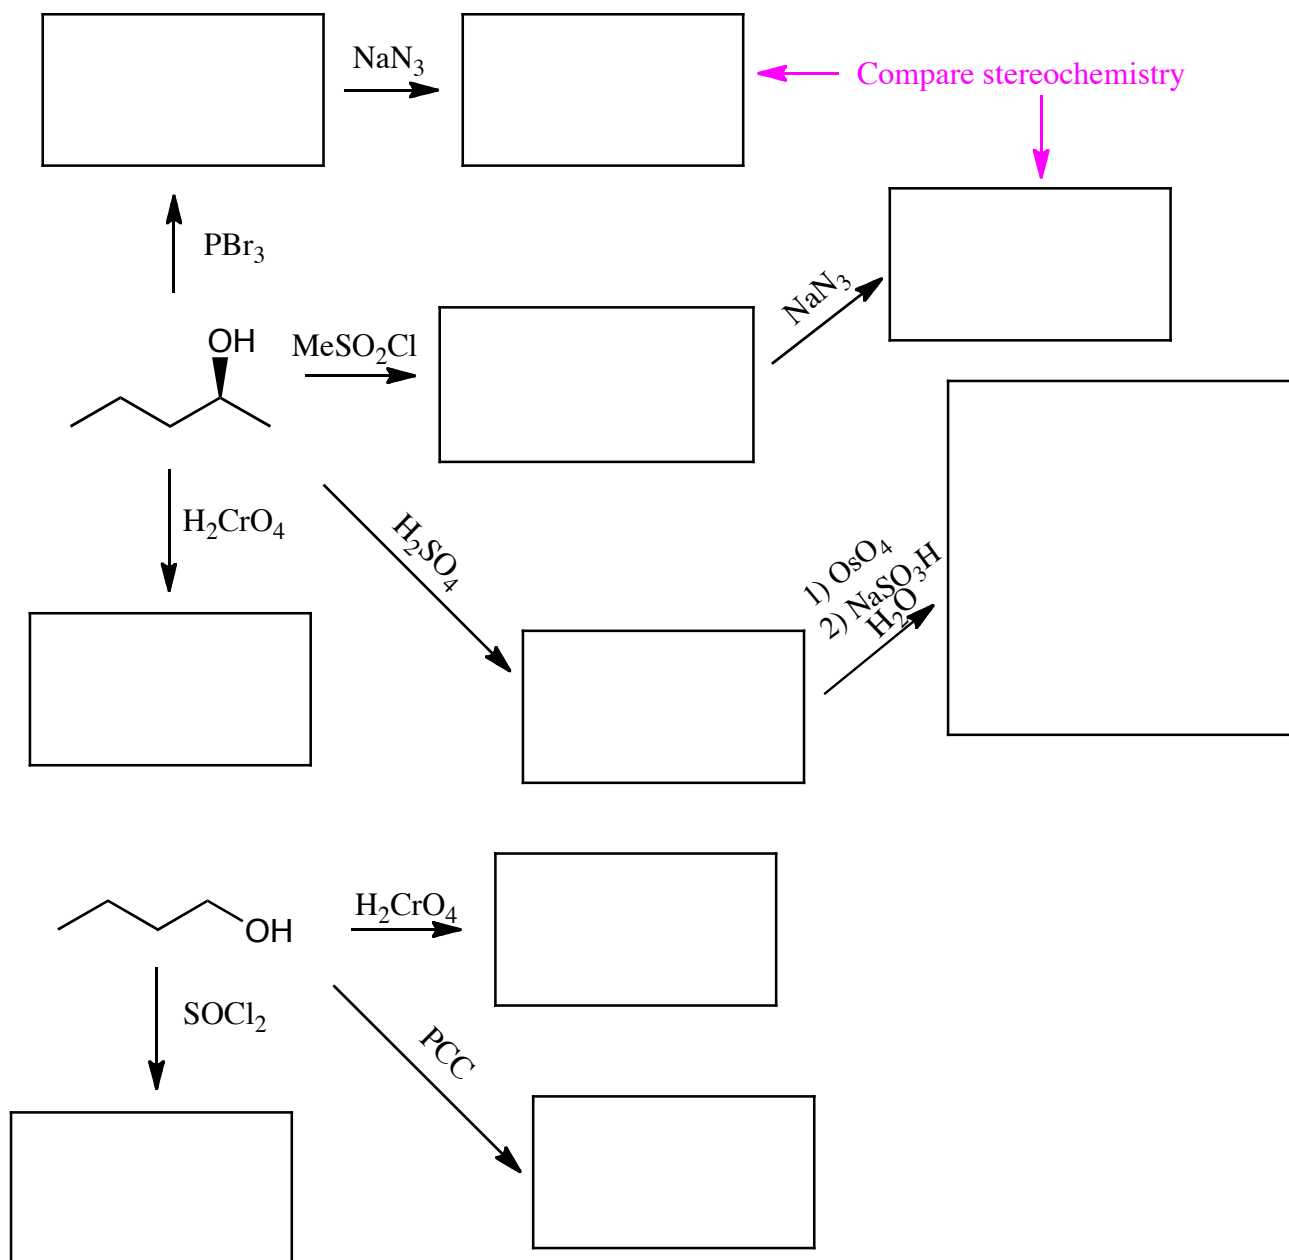 NaN₃
Compare stereochemistry
PBr₃
NaN₃
OH
MeSO₂Cl
H₂CrO₄
H₂SO₄
1) OsO₄
2) NaSO₃H
H₂O
H₂CrO₄
OH
SOCl₂
PCC